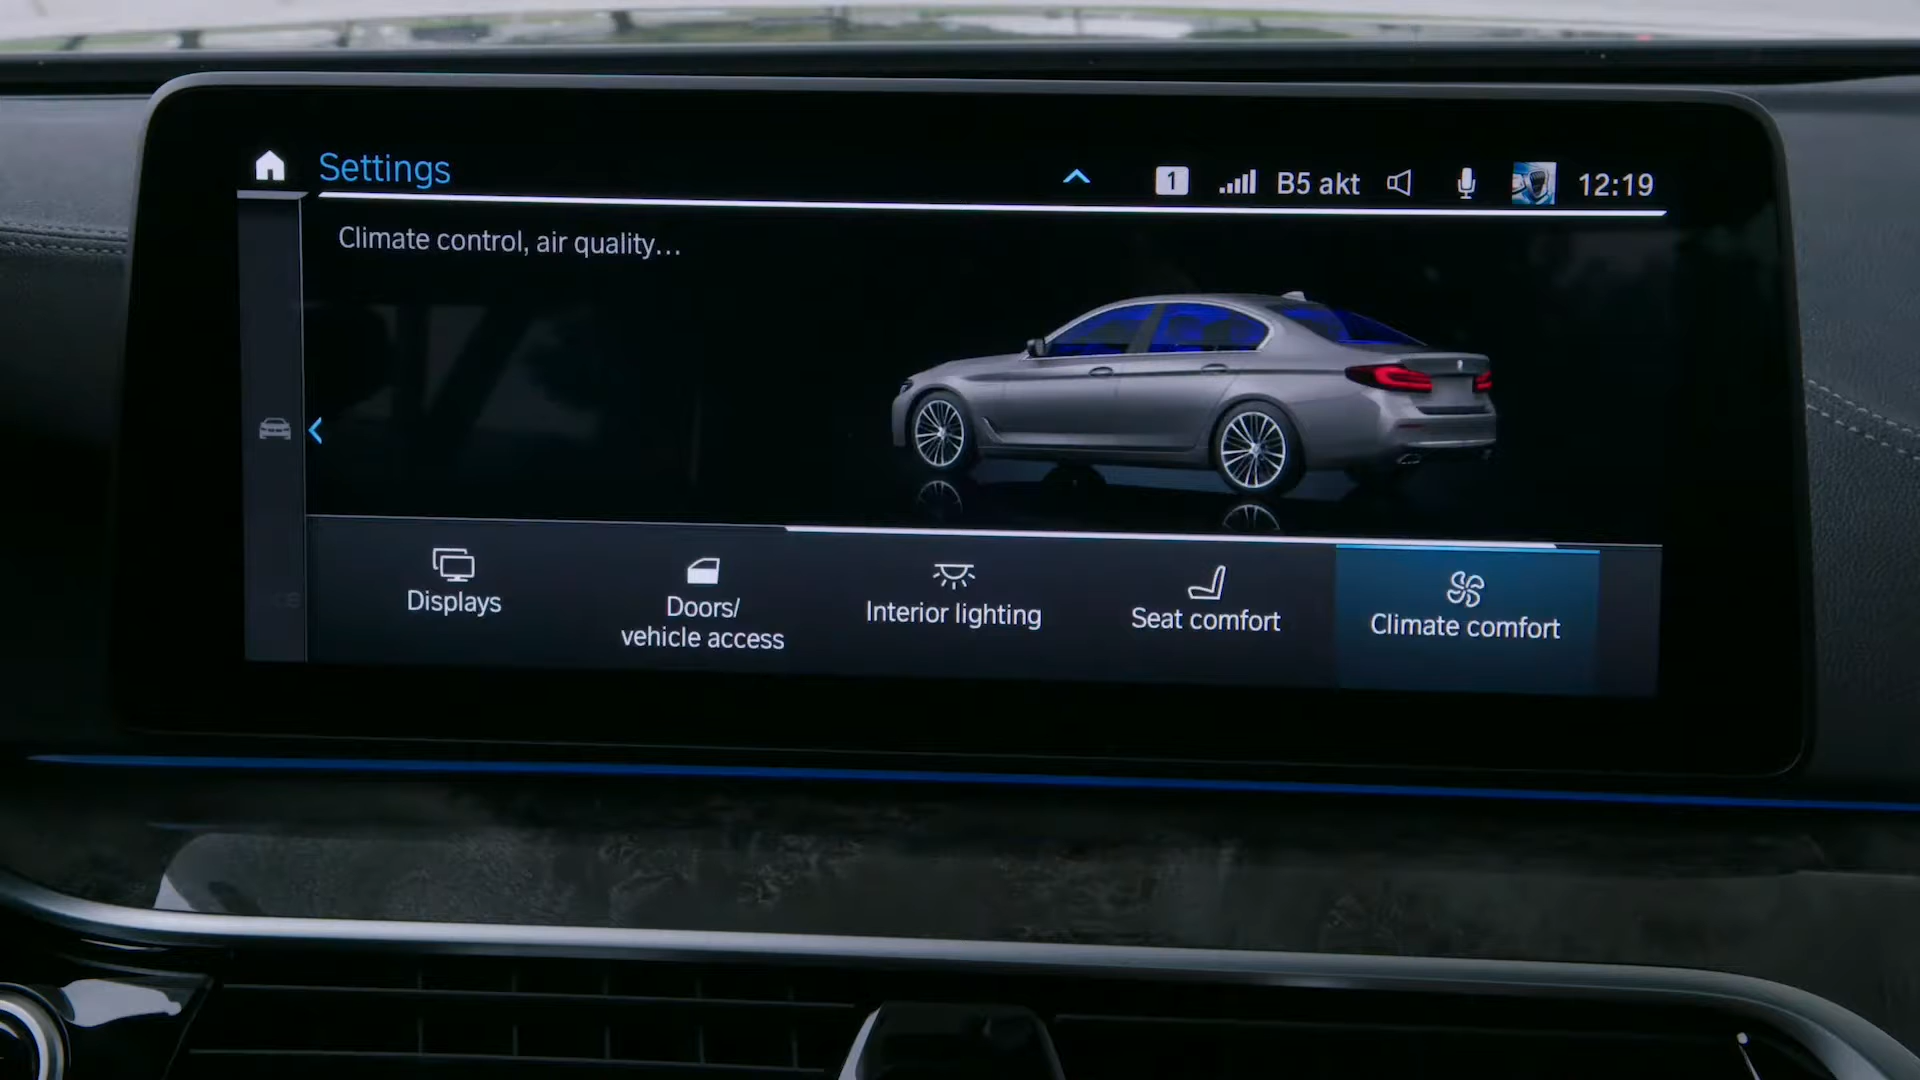 Settings
1
B5 akt
12:19
Climate control, air quality...
Displays
Doors/
vehicle access
Interior lighting
Seat comfort
Climate comfort